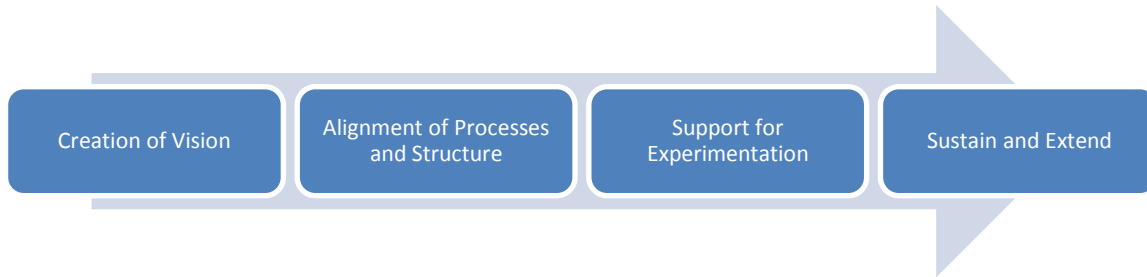 Creation of Vision
Alignment of Processes
and Structure
Support for
Experimentation
Sustain and Extend